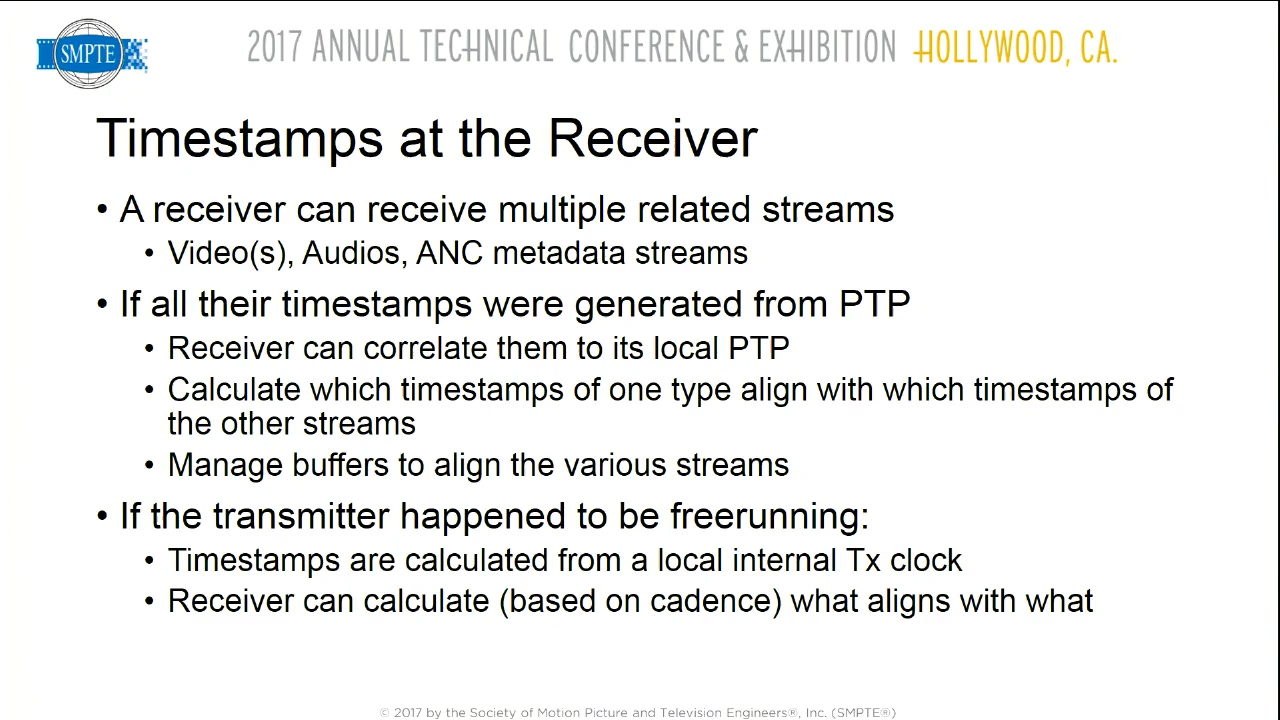 SMPTE
2017 ANNUAL TECHNICAL CONFERENCE & EXHIBITION HOLLYWOOD, CA.
Timestamps at the Receiver
• A receiver can receive multiple related streams
• Video(s), Audios, ANC metadata streams
• If all their timestamps were generated from PTP
• Receiver can correlate them to its local PTP
• Calculate which timestamps of one type align with which timestamps of
the other streams
• Manage buffers to align the various streams
• If the transmitter happened to be freerunning:
• Timestamps are calculated from a local internal Tx clock
• Receiver can calculate (based on cadence) what aligns with what
© 2017 by the Society of Motion Picture and Television Engineers®, Inc. (SMPTE®)